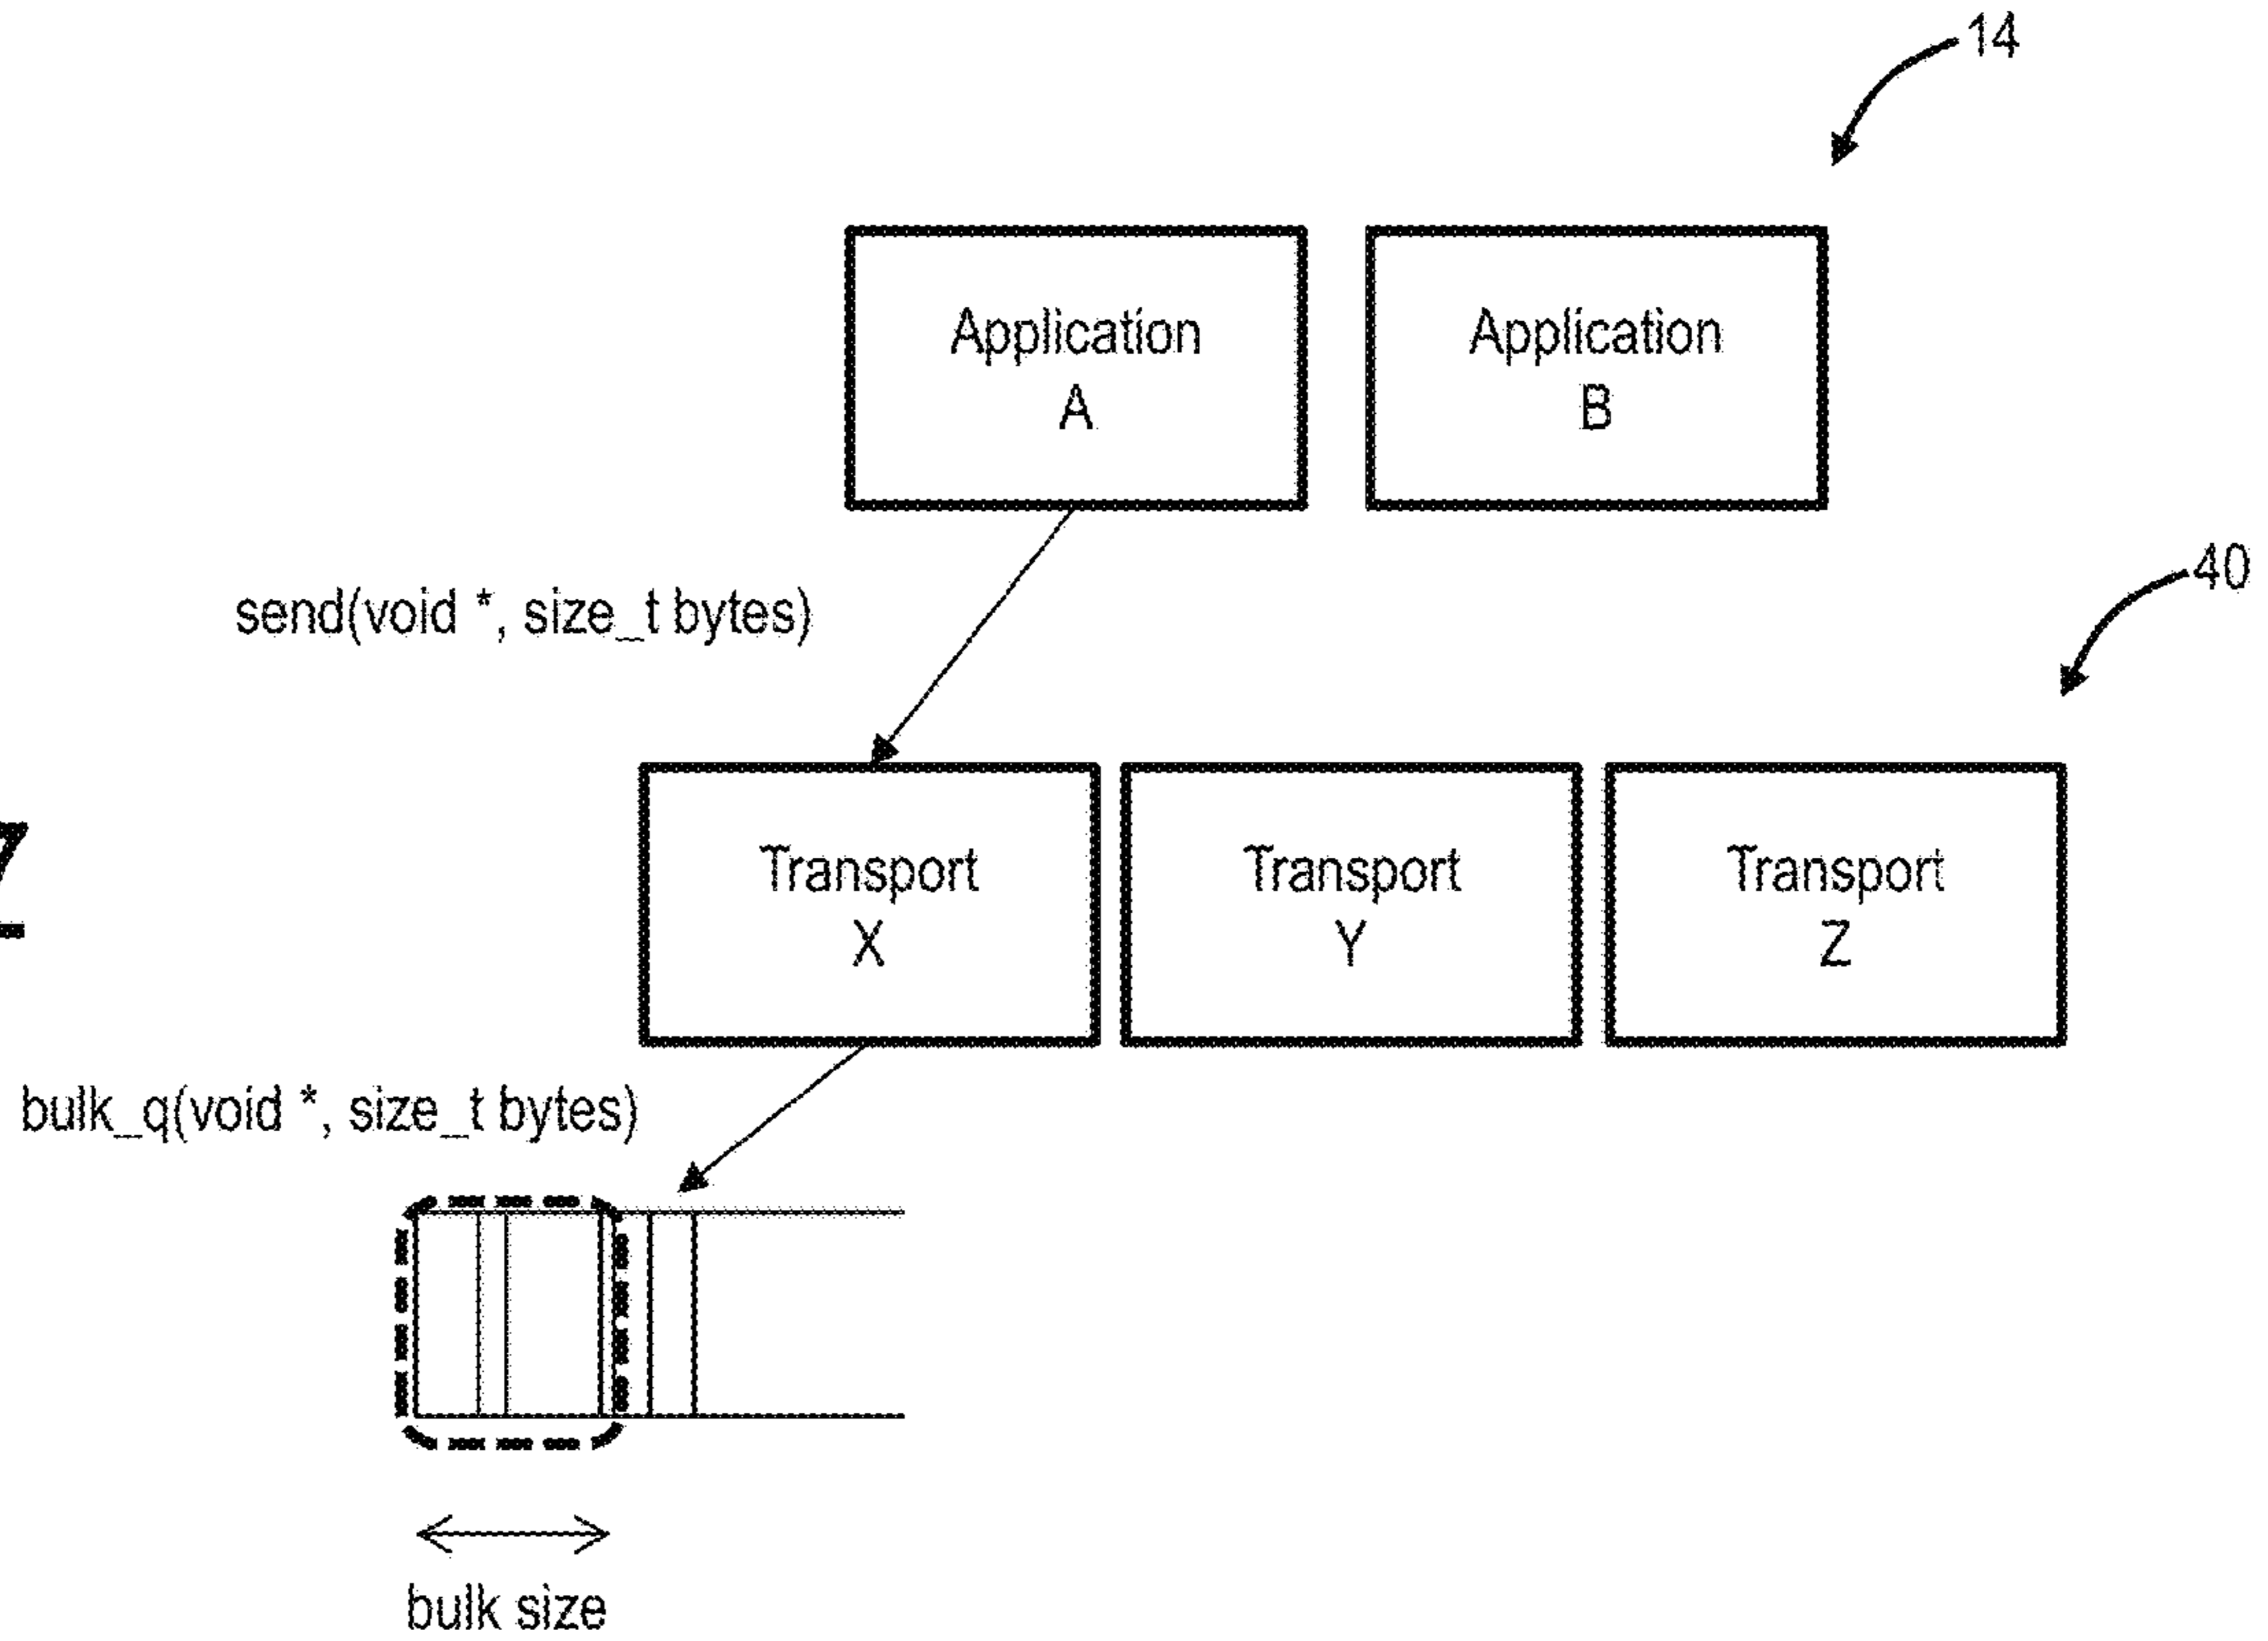 14
Application
A
Application
B
send(void *, size_t bytes)
40
Transport
X
Transport
Y
Transport
Z
bulk_q(void *, size_t bytes)
bulk size